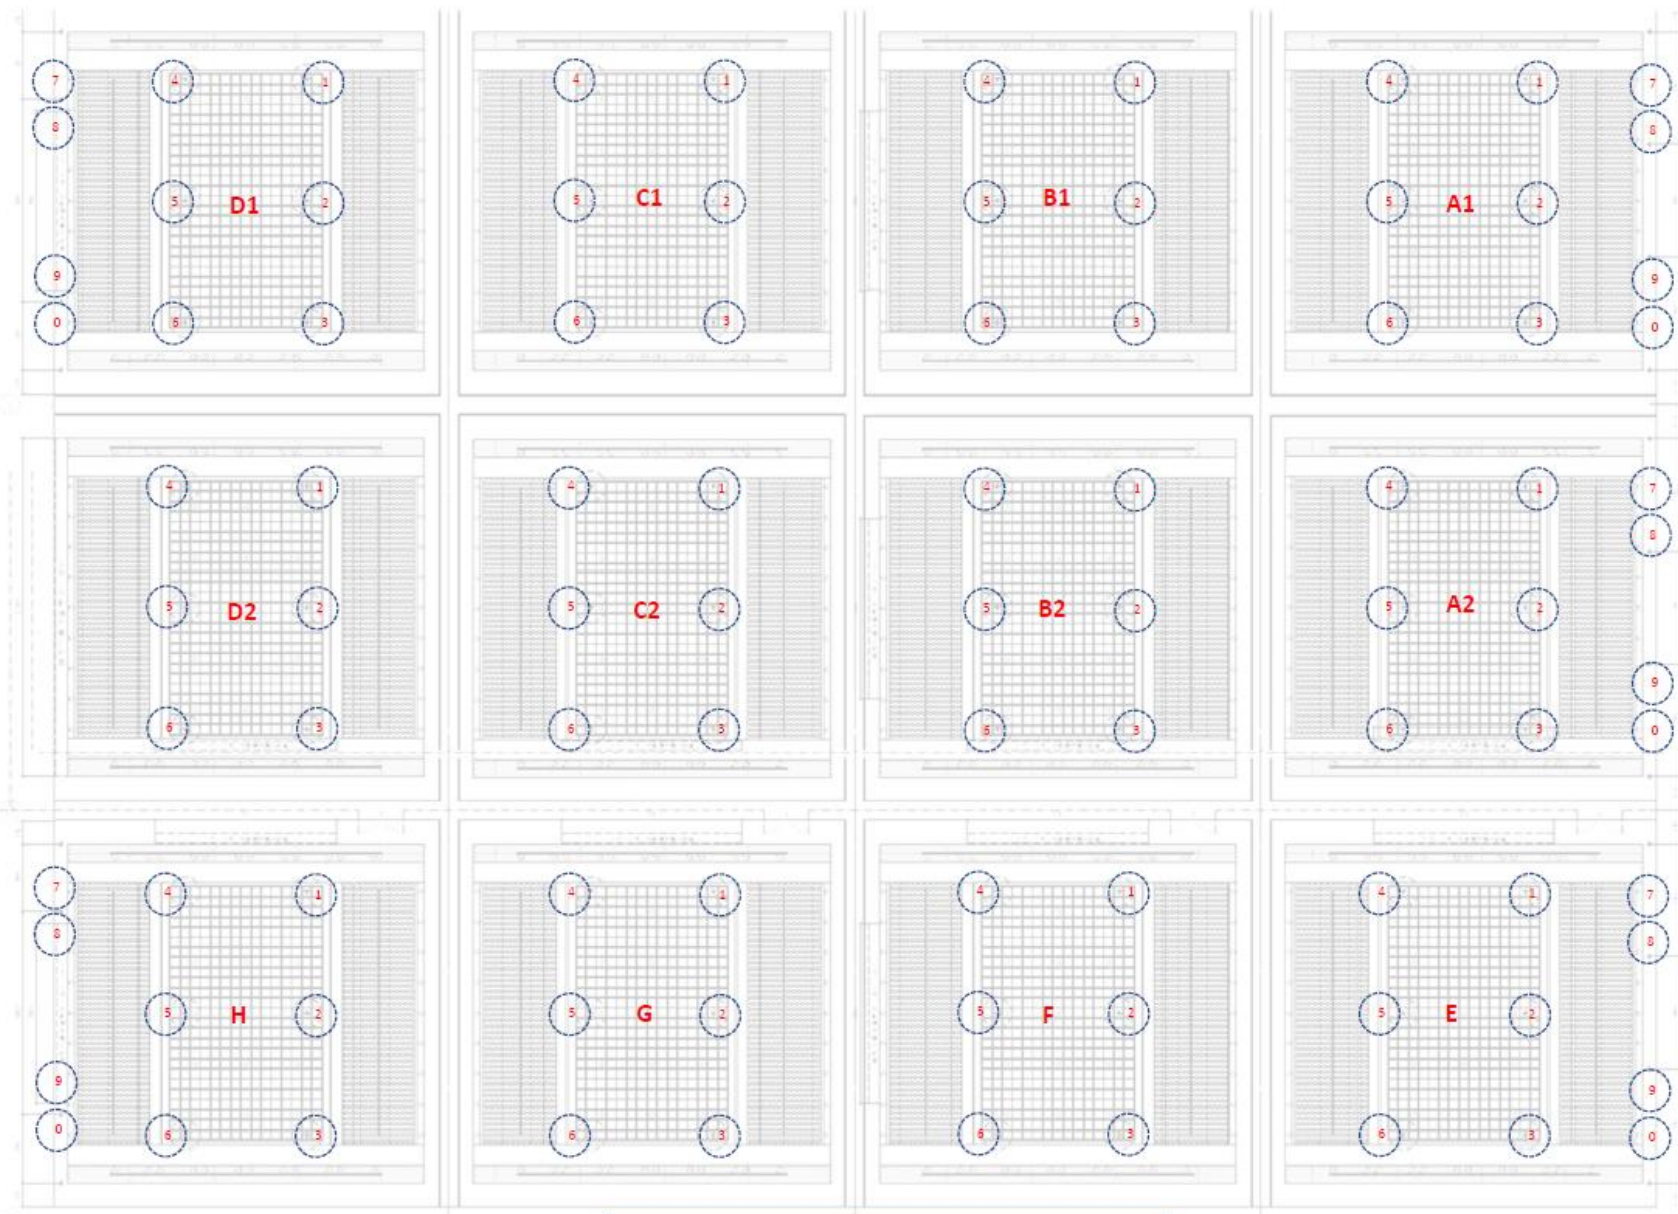 7 4 1 4 1 4 1 4 1 7
8 8
5 D1 2 5 C1 2 5 B1 2 5 A1 2
9 9
0 6 3 6 3 6 3 6 3 0
4 1 4 1 4 1 4 1 7
8
5 D2 2 5 C2 2 5 B2 2 5 A2 2
9
6 3 6 3 6 3 6 3 0
7 4 1 4 1 4 1 4 1 7
8 8
5 H 2 5 G 2 5 F 2 5 E 2
9 9
0 6 3 6 3 6 3 6 3 0